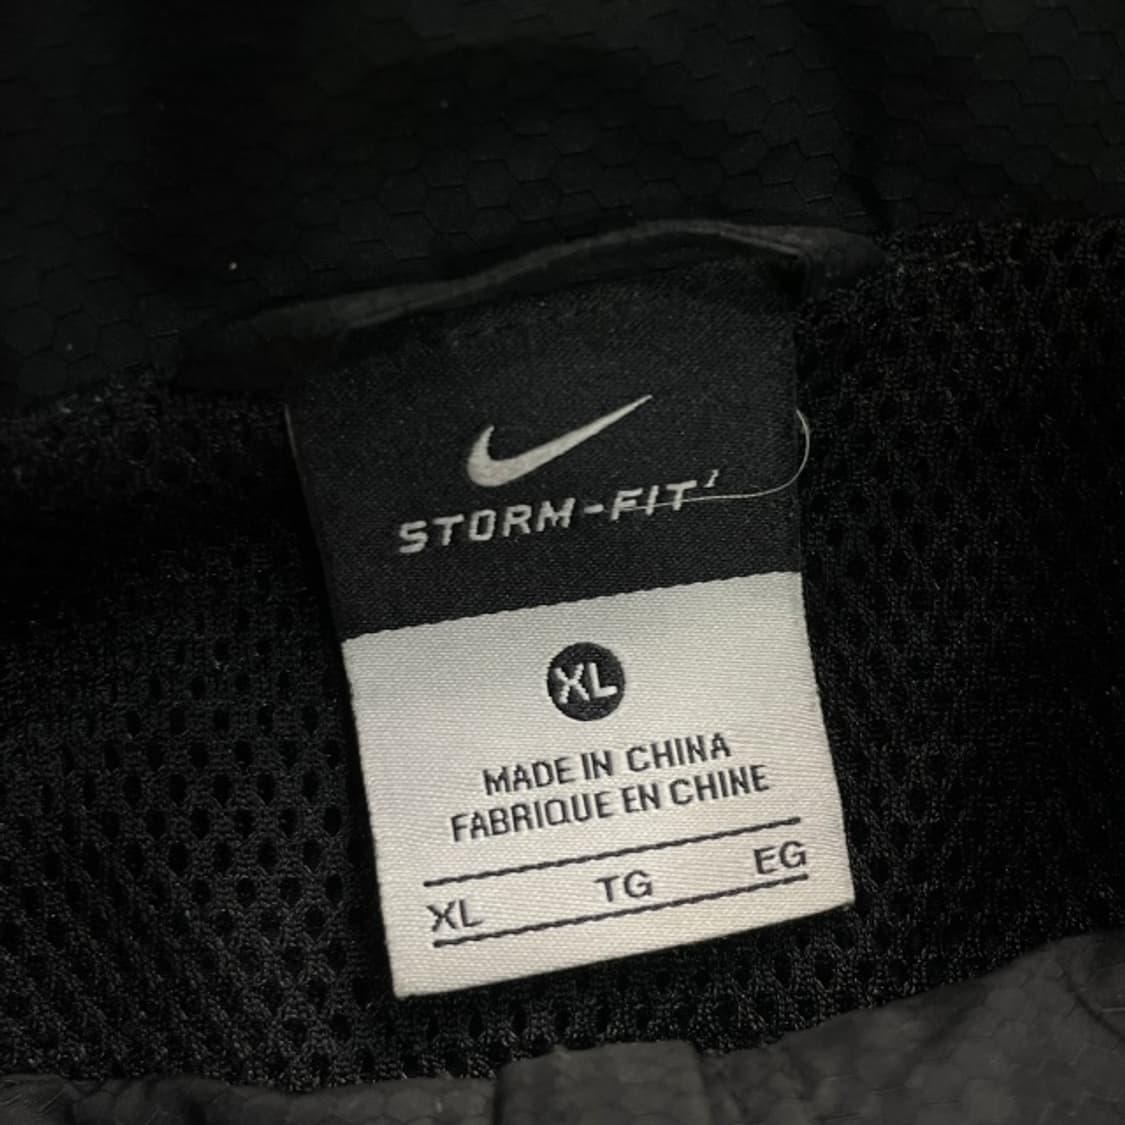 STORM-FIT
XL
MADE IN CHINA
FABRIQUE EN CHINE
XL TG EG